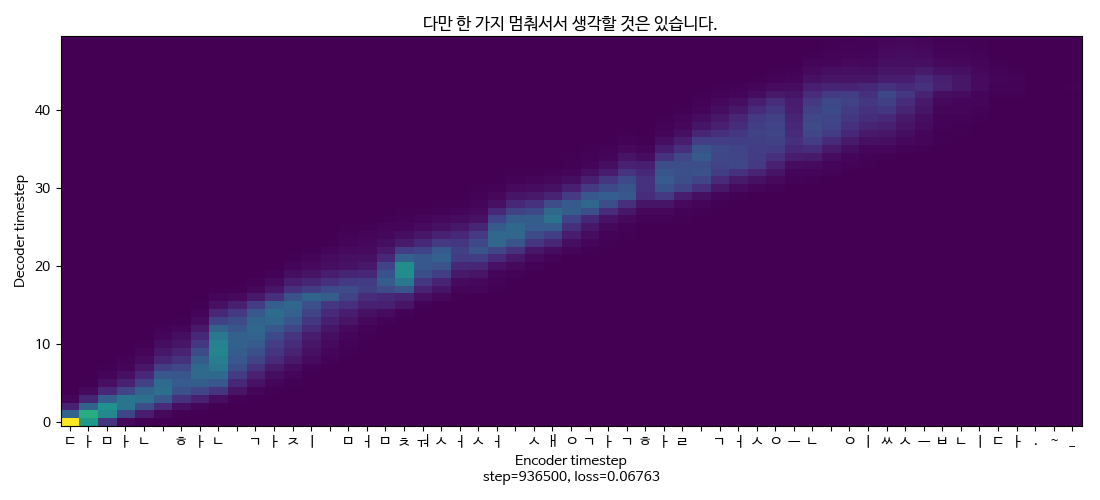 다만 한 가지 멈춰서서 생각할 것은 있습니다.
Decoder timestep
40
30
20
10
0
ㄷ ㅏ ㅁ ㅏ ㄴ ㅎ ㅏ ㄴ ㄱ ㅏ ㅈ ㅣ ㅁ ㅓ ㅁ ㅊ ㅝ ㅅ ㅓ ㅅ ㅓ ㅅ ㅐ ㅇ ㄱ ㅏ ㄱ ㅎ ㅏ ㄹ ㄱ ㅓ ㅅ ㅇ ㅡ ㄴ ㅇ ㅣ ㅆ ㅅ ㅡ ㅂ ㄴ ㅣ ㄷ ㅏ . ~ _
Encoder timestep
step=936500, loss=0.06763